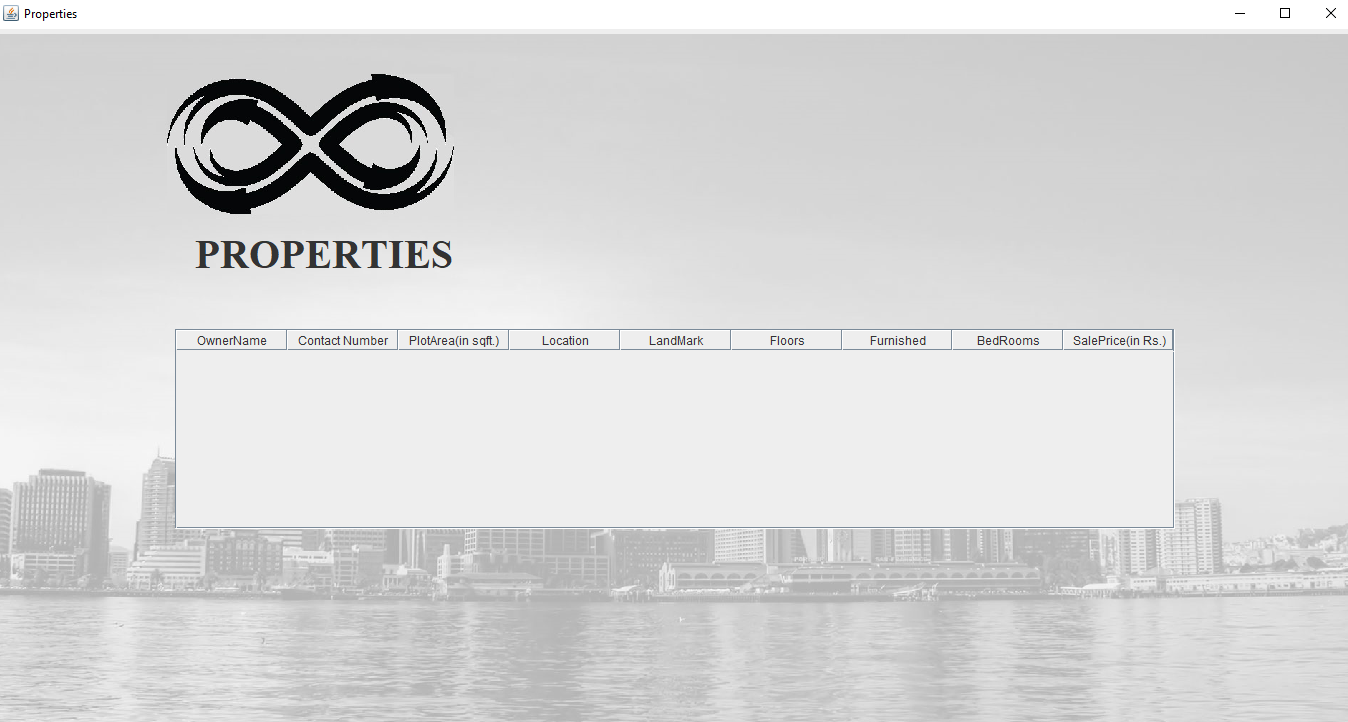 Properties
PROPERTIES
OwnerName Contact Number PlotArea(in sqft.) Location LandMark Floors Furnished BedRooms SalePrice(in Rs.)